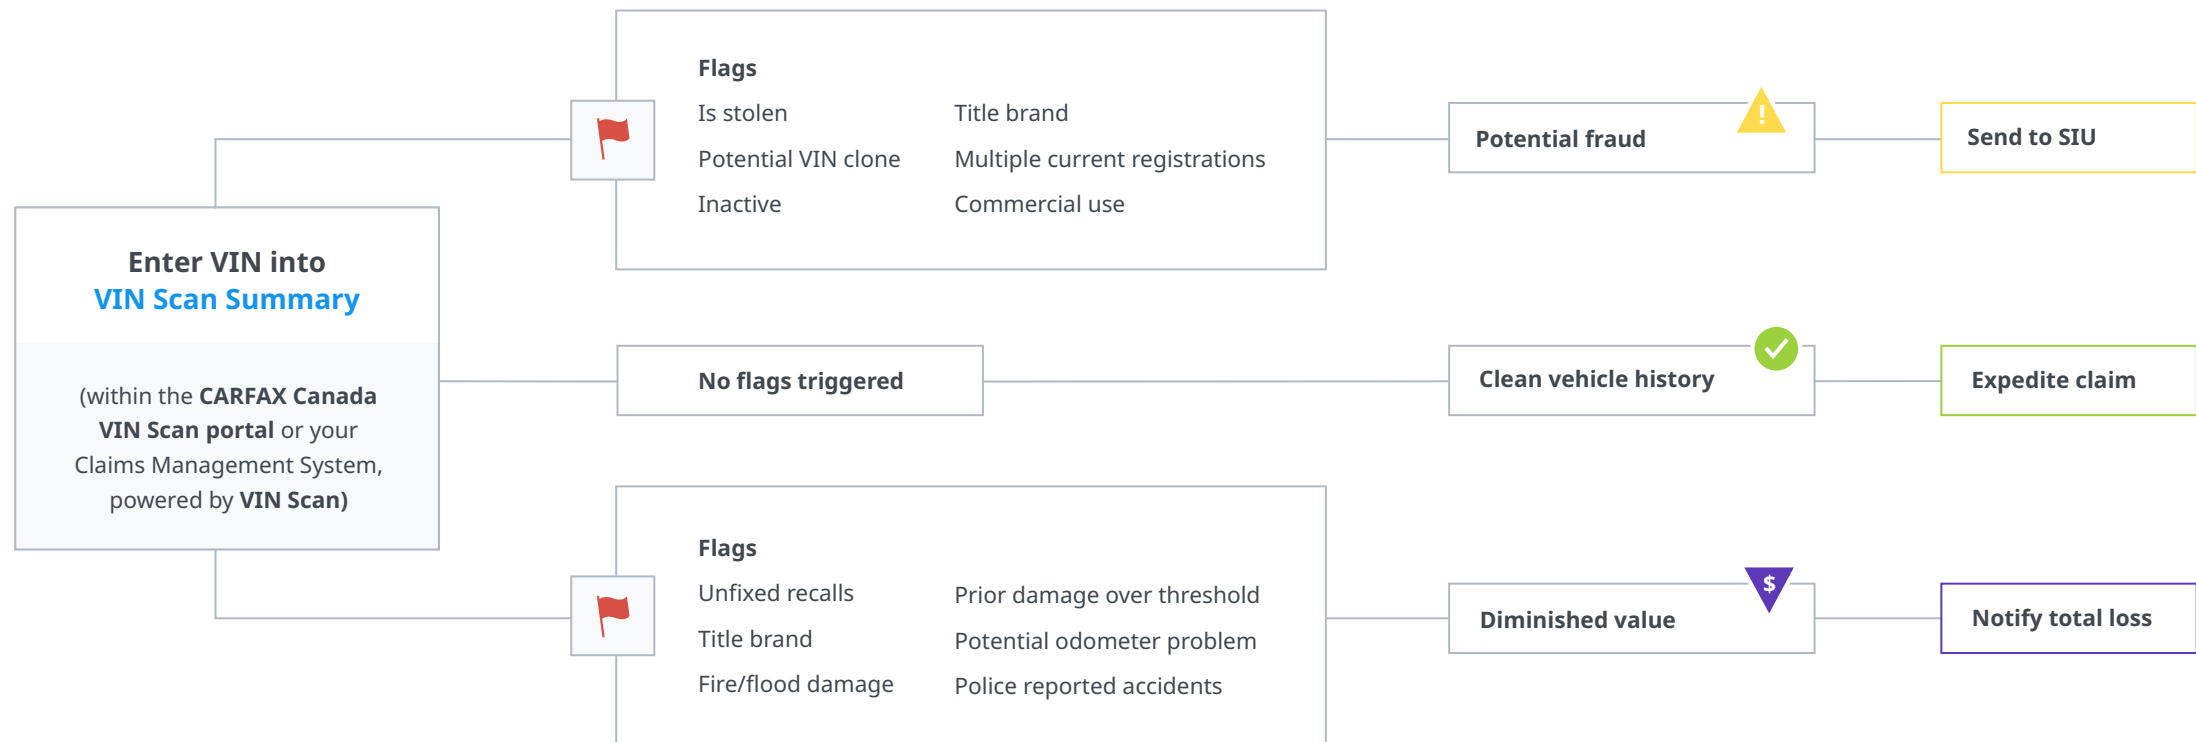 Enter VIN into
VIN Scan Summary
(within the CARFAX Canada
VIN Scan portal or your
Claims Management System,
powered by VIN Scan)
Flags
Is stolen
Potential VIN clone
Inactive
Title brand
Multiple current registrations
Commercial use
Potential fraud
!
Send to SIU
No flags triggered
Clean vehicle history
Expedite claim
Flags
Unfixed recalls
Title brand
Fire/flood damage
Prior damage over threshold
Potential odometer problem
Police reported accidents
Diminished value
$
Notify total loss